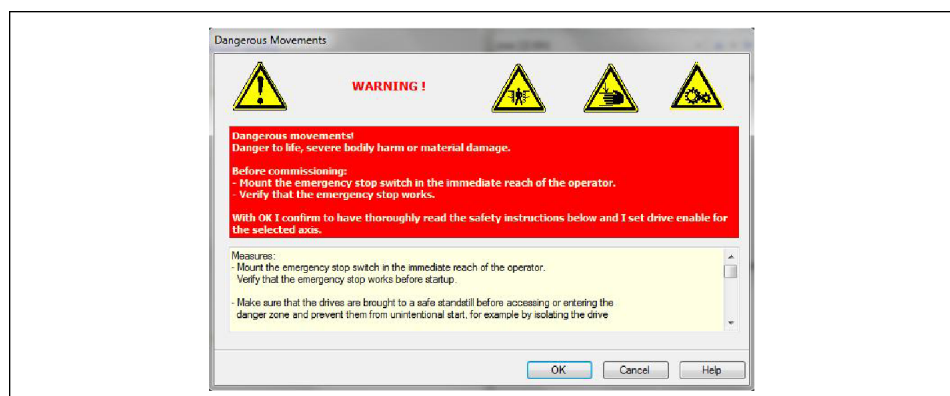 Dangerous Movements
WARNING !
Dangerous movements!
Danger to life, severe bodily harm or material damage.
Before commissioning:
- Mount the emergency stop switch in the immediate reach of the operator.
- Verify that the emergency stop works.
With OK I confirm to have thoroughly read the safety instructions below and I set drive enable for
the selected axis.
Measures:
- Mount the emergency stop switch in the immediate reach of the operator.
Verify that the emergency stop works before startup.
- Make sure that the drives are brought to a safe standstill before accessing or entering the
danger zone and prevent them from unintentional start, for example by isolating the drive
OK Cancel Help